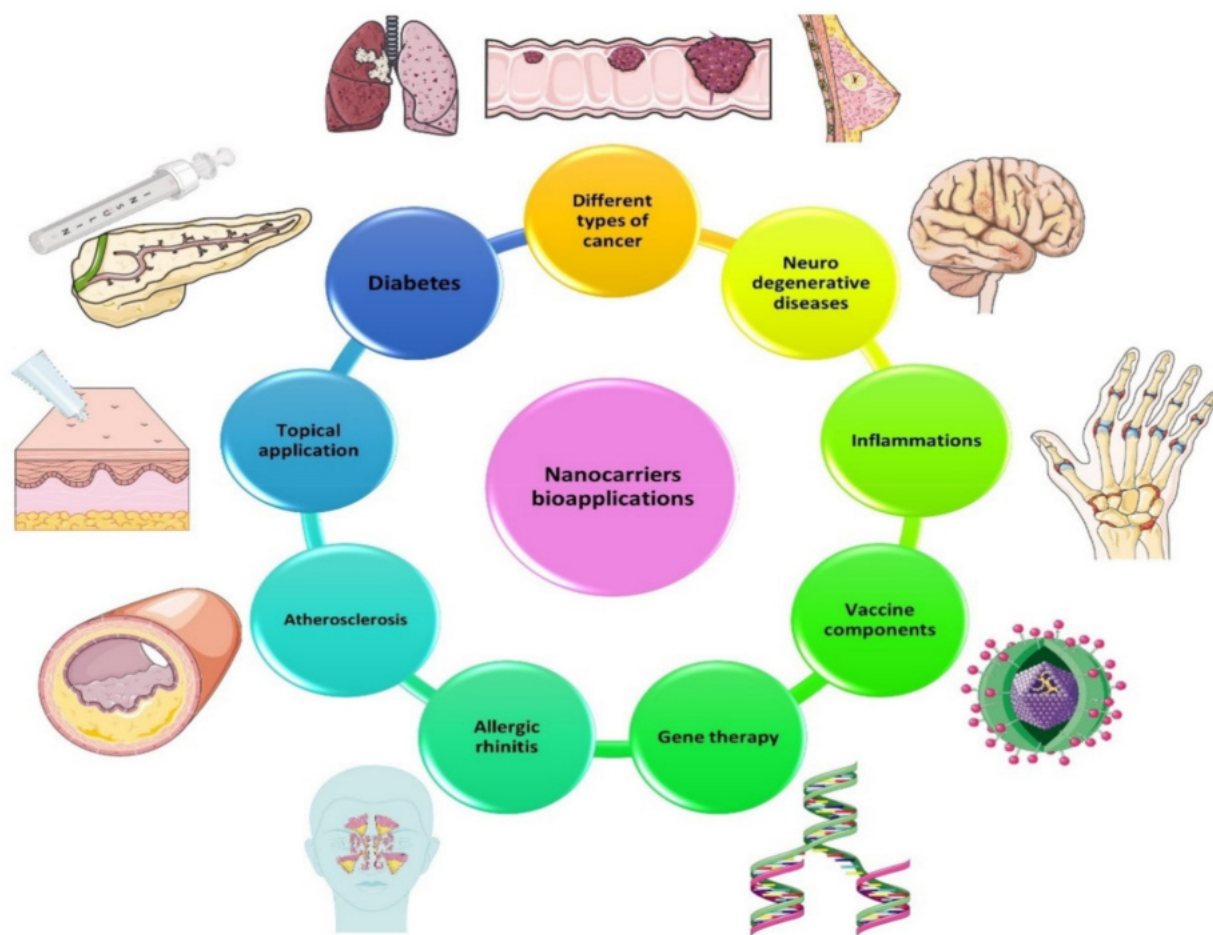 Different
types of
cancer
Neuro
degenerative
diseases
Inflammations
Vaccine
components
Gene therapy
Allergic
rhinitis
Atherosclerosis
Topical
application
Diabetes
Nanocarriers
bioapplications
INSULIN